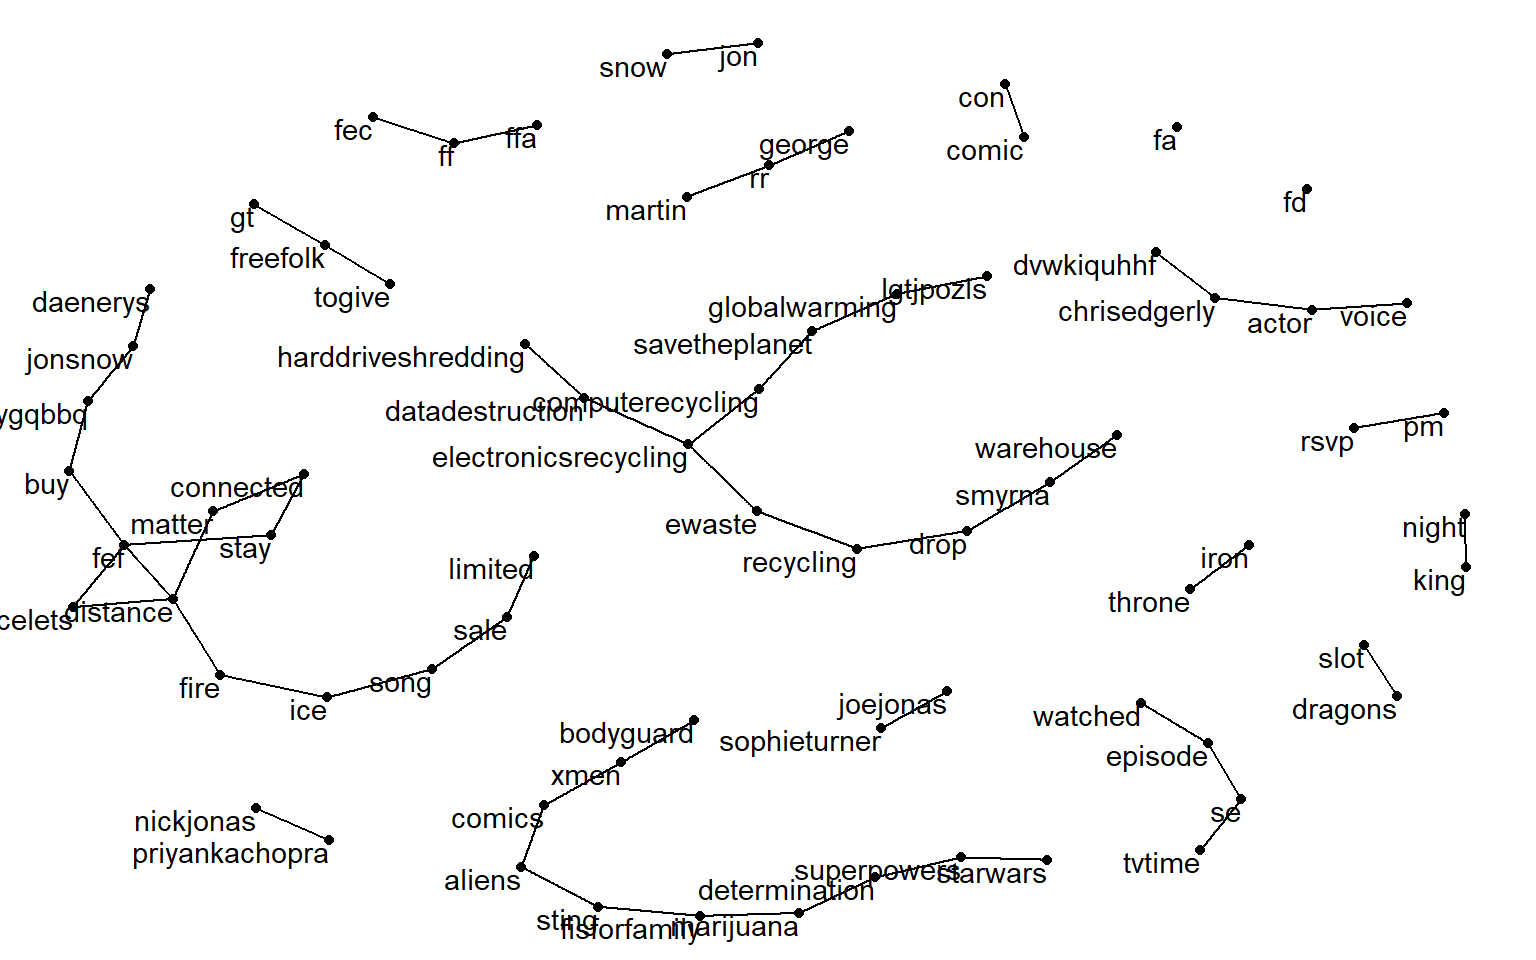 snow
jon
con
comic
fec
ff
ffa
george
rr
martin
fa
fd
gt
freefolk
togive
dvwkiquhhf
chrisedgerly
actor
voice
daenerys
jonsnow
ygqbbq
buy
lgtjpozls
globalwarming
savetheplanet
harddriveshredding
computerecycling
datadestruction
electronicsrecycling
warehouse
smyrna
ewaste
drop
recycling
rsvp
pm
connected
matter
stay
fef
celets
distance
night
king
iron
throne
limited
sale
song
fire
ice
slot
dragons
joejonas
sophieturner
bodyguard
xmen
comics
aliens
watched
episode
se
tvtime
nickjonas
priyankachopra
superpowers
starwars
determination
sting
fisforfamily
marijuana